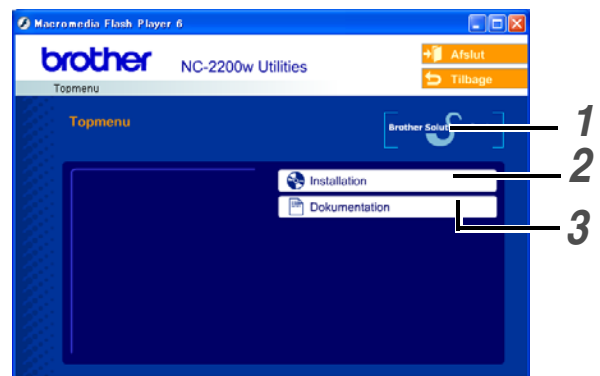 Macromedia Flash Player 6
brother
NC-2200w Utilities
Afslut
Tilbage
Topmenu
Topmenu
Brother Solut
1
Installation
2
Dokumentation
3